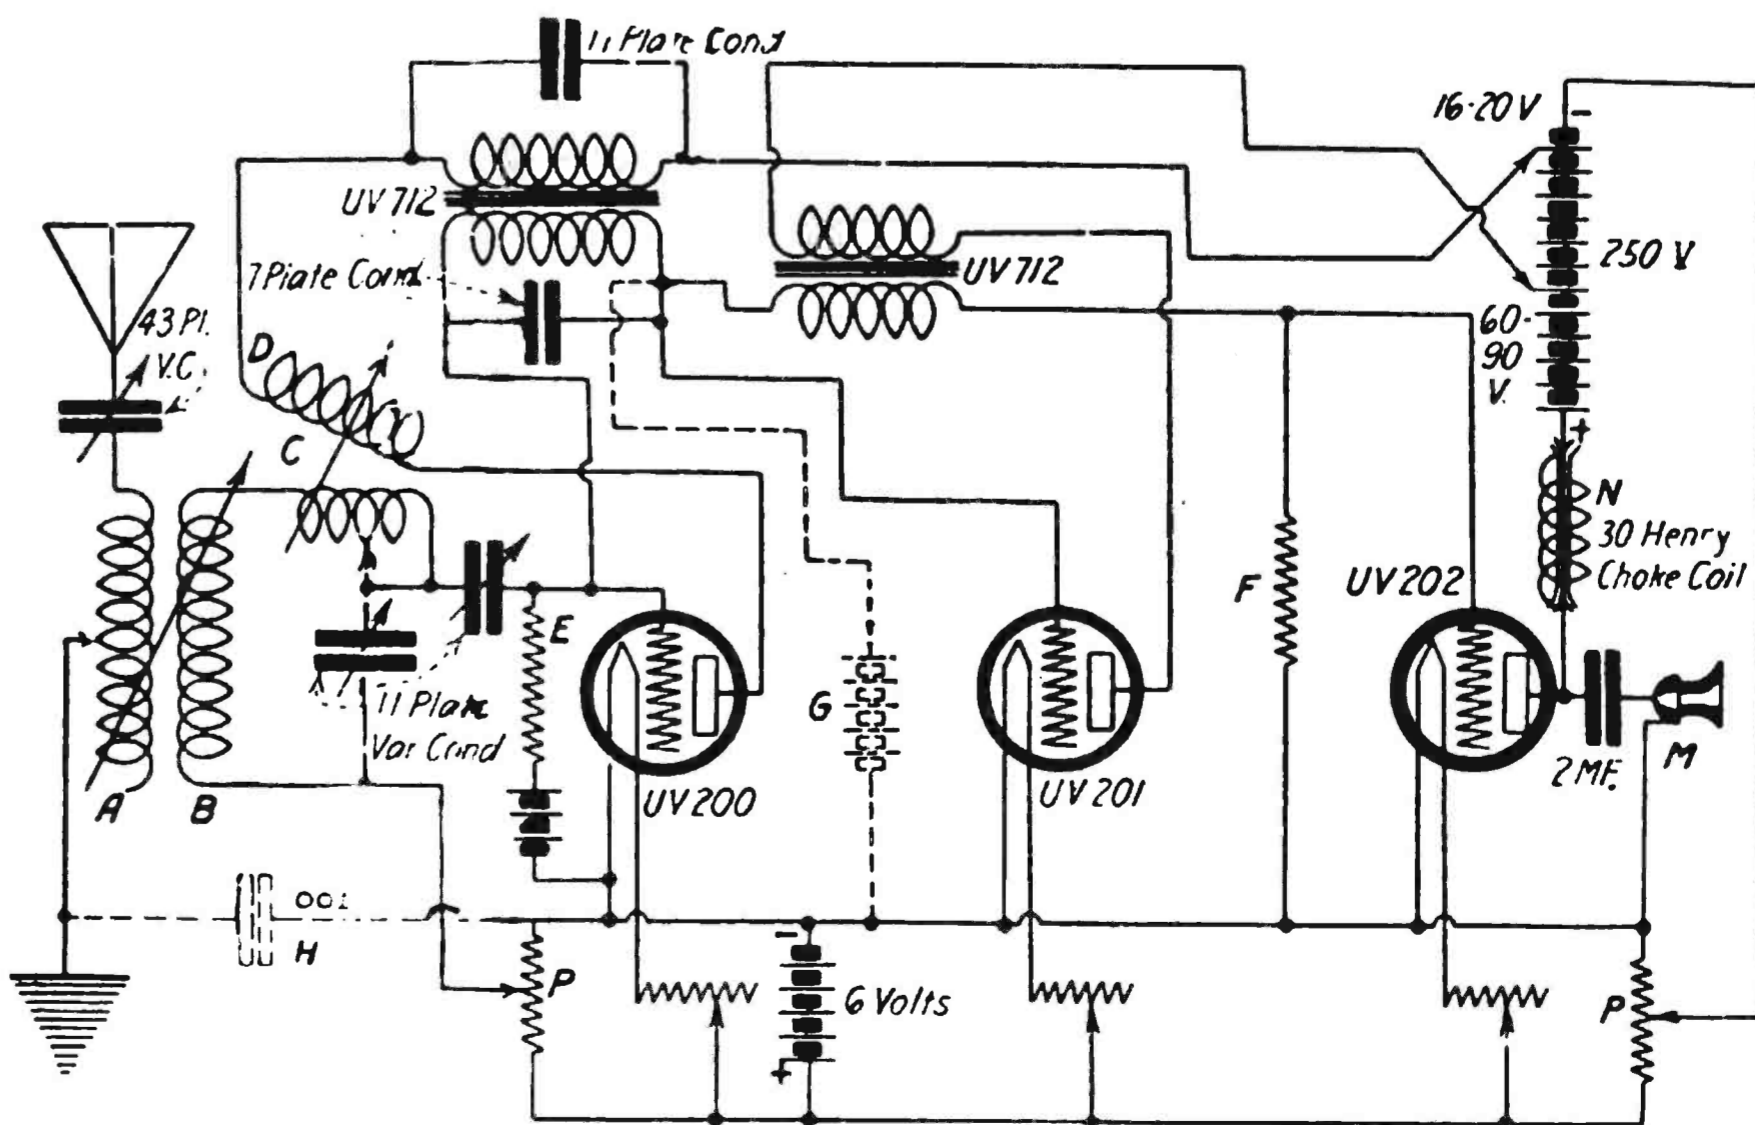 11 Plate Cond
16-20 V
-
UV 712
UV 712
250 V
7 Plate Cond
43 Pl.
V.C.
D
60-
90
V.
+
C
N
30 Henry
Choke Coil
E
F
UV 202
G
11 Plate
Var Cond
A
B
UV 200
UV 201
2 MF.
M
001
H
-
P
6 Volts
+
P